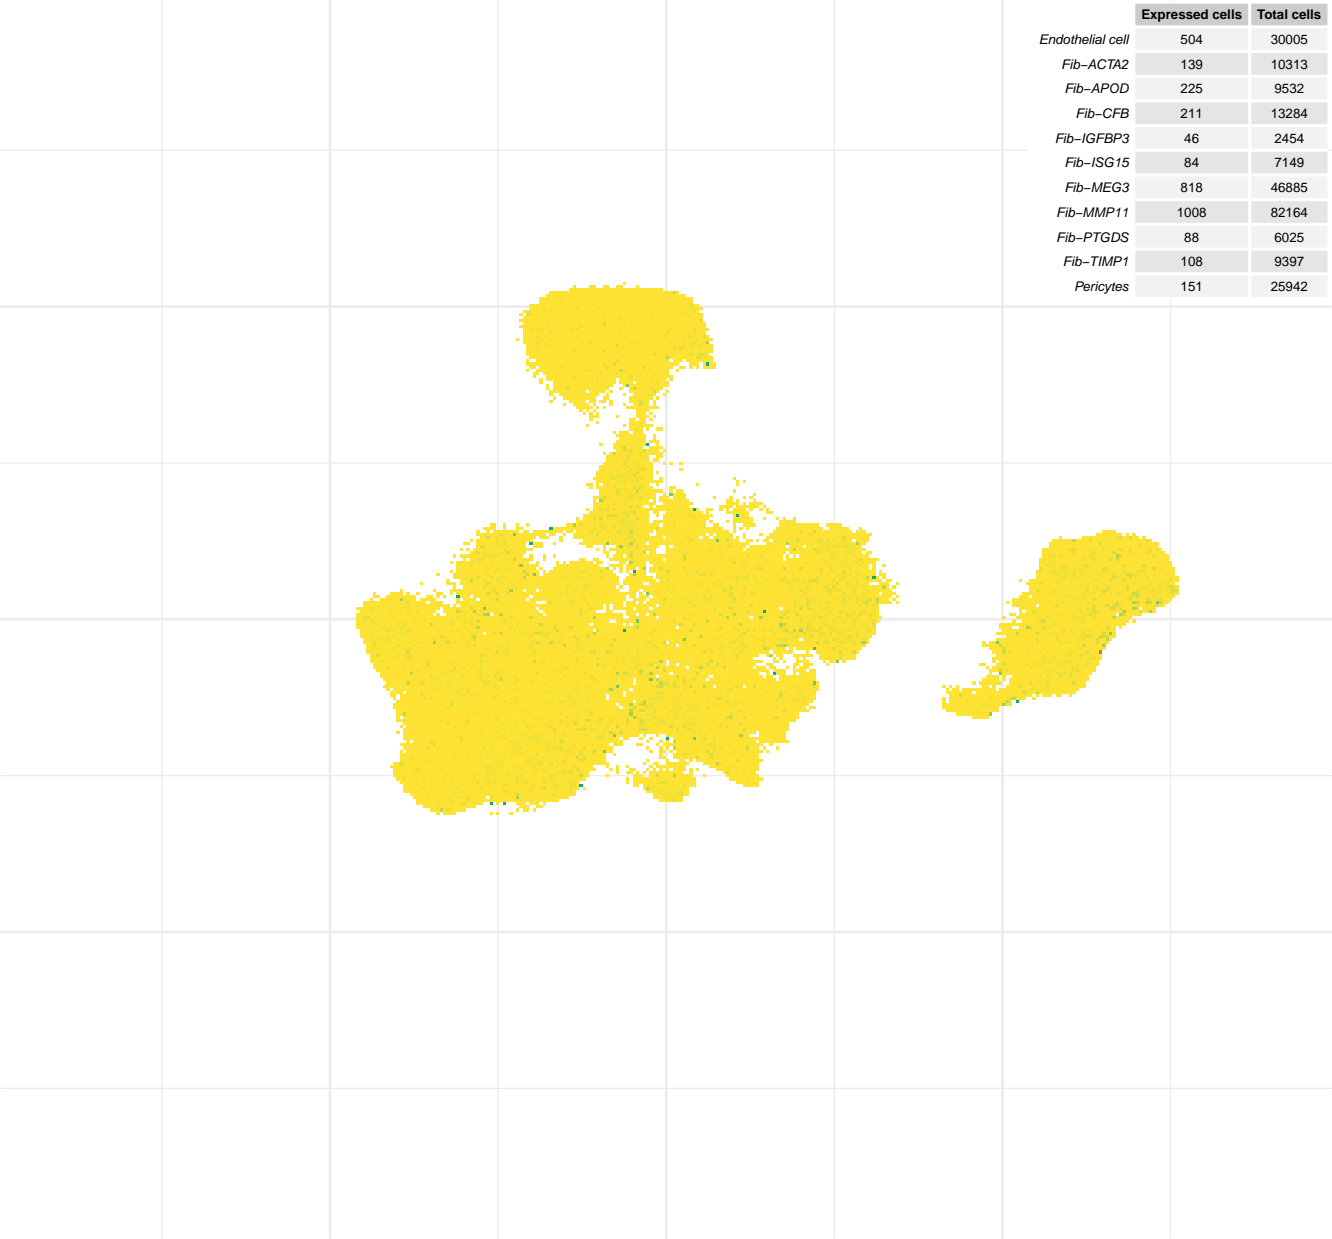 Expressed cells Total cells
Endothelial cell 504 30005
Fib−ACTA2 139 10313
Fib−APOD 225 9532
Fib−CFB 211 13284
Fib−IGFBP3 46 2454
Fib−ISG15 84 7149
Fib−MEG3 818 46885
Fib−MMP11 1008 82164
Fib−PTGDS 88 6025
Fib−TIMP1 108 9397
Pericytes 151 25942